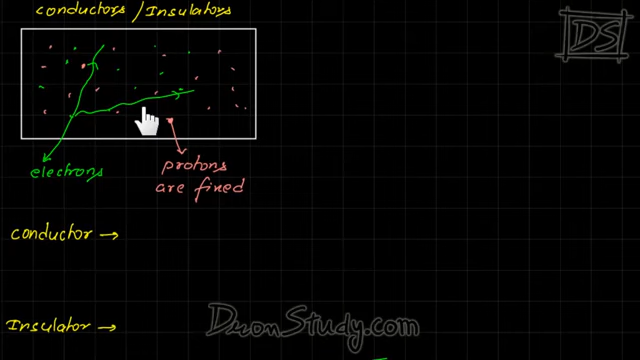 conductors / Insulators
DS
electrons
protons
are fixed
conductor →
DronStudy.com
Insulator →